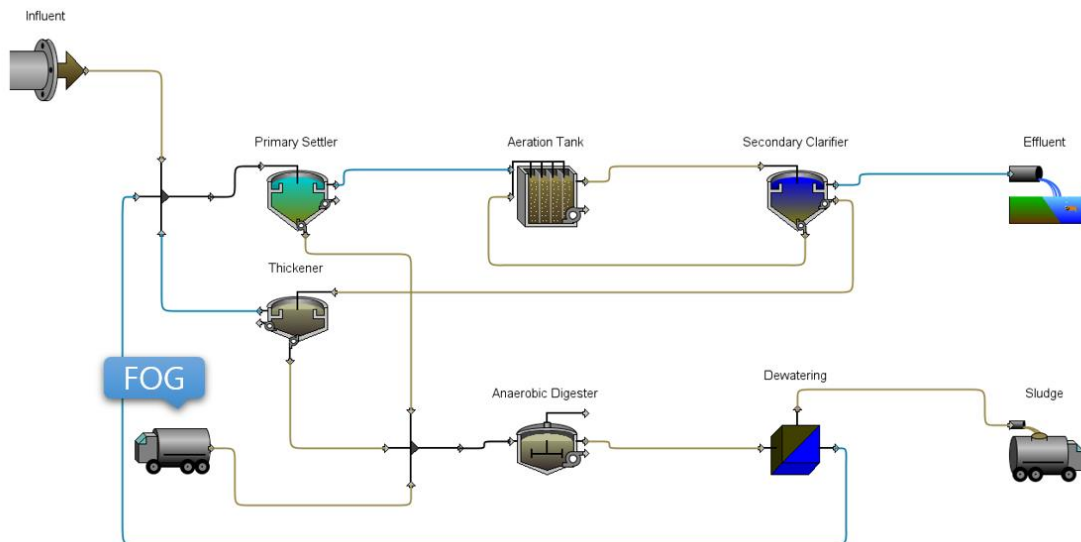 Influent
Primary Settler
Aeration Tank
Secondary Clarifier
Effluent
Thickener
FOG
Anaerobic Digester
Dewatering
Sludge